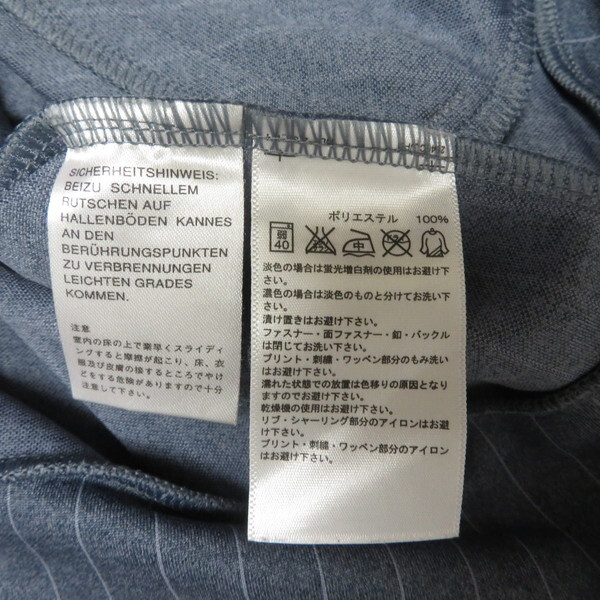 SICHERHEITSHINWEIS:
BEIZU SCHNELLEM
RUTSCHEN AUF
HALLENBÖDEN KANNES
AN DEN
BERÜHRUNGSPUNKTEN
ZU VERBRENNUNGEN
LEICHTEN GRADES
KOMMEN.
注意
室内の床の上で素早くスライディ
ングすると摩擦が起こり、床、衣
服及び皮膚の接するところでやけ
どをする危険がありますので十分
注意して下さい。
ポリエステル 100%
弱
40
中
淡色の場合は蛍光増白剤の使用はお避け下
さい。
濃色の場合は淡色のものと分けてお洗い下
さい。
漬け置きはお避け下さい。
ファスナー・面ファスナー・釦・バックル
は閉じてお洗い下さい。
プリント・刺繍・ワッペン部分のもみ洗い
はお避け下さい。
濡れた状態での放置は色移りの原因となり
ますのでお避け下さい。
乾燥機の使用はお避け下さい。
リブ・シャーリング部分のアイロンはお避
け下さい。
プリント・刺繍・ワッペン部分のアイロン
はお避け下さい。